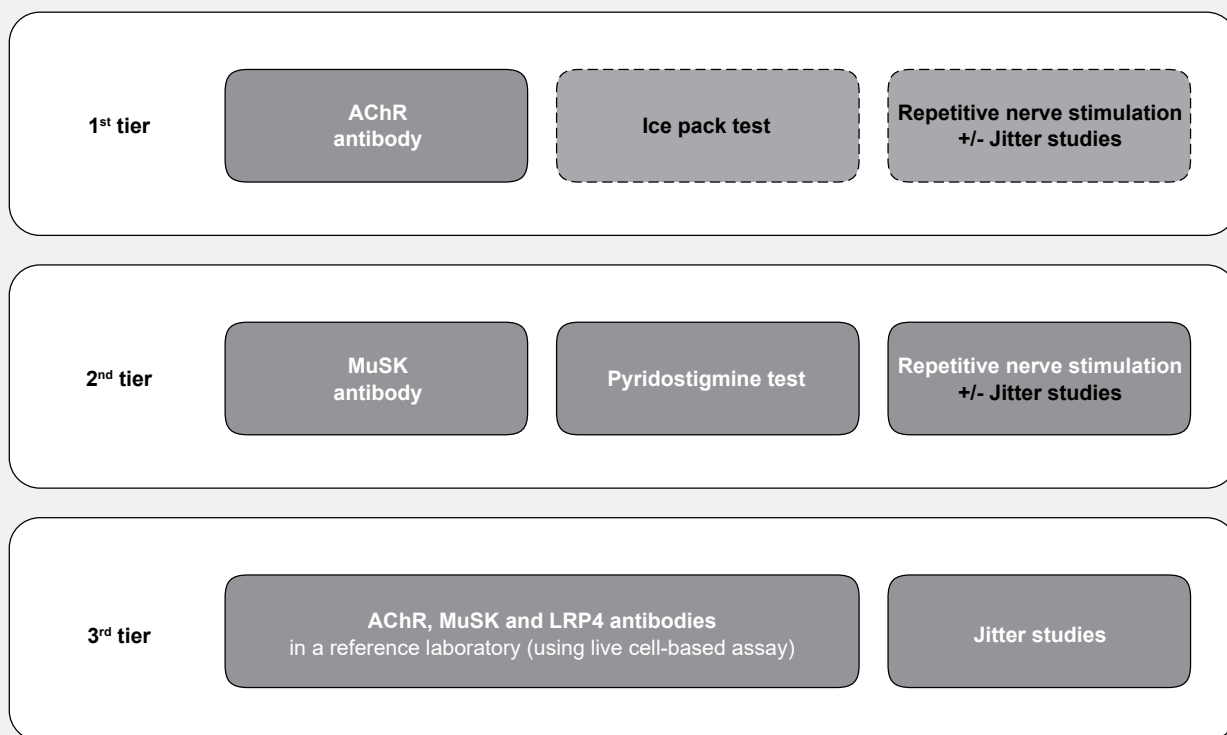 1st tier
AChR
antibody
Ice pack test
Repetitive nerve stimulation
+/- Jitter studies
2nd tier
MuSK
antibody
Pyridostigmine test
Repetitive nerve stimulation
+/- Jitter studies
3rd tier
AChR, MuSK and LRP4 antibodies
in a reference laboratory (using live cell-based assay)
Jitter studies